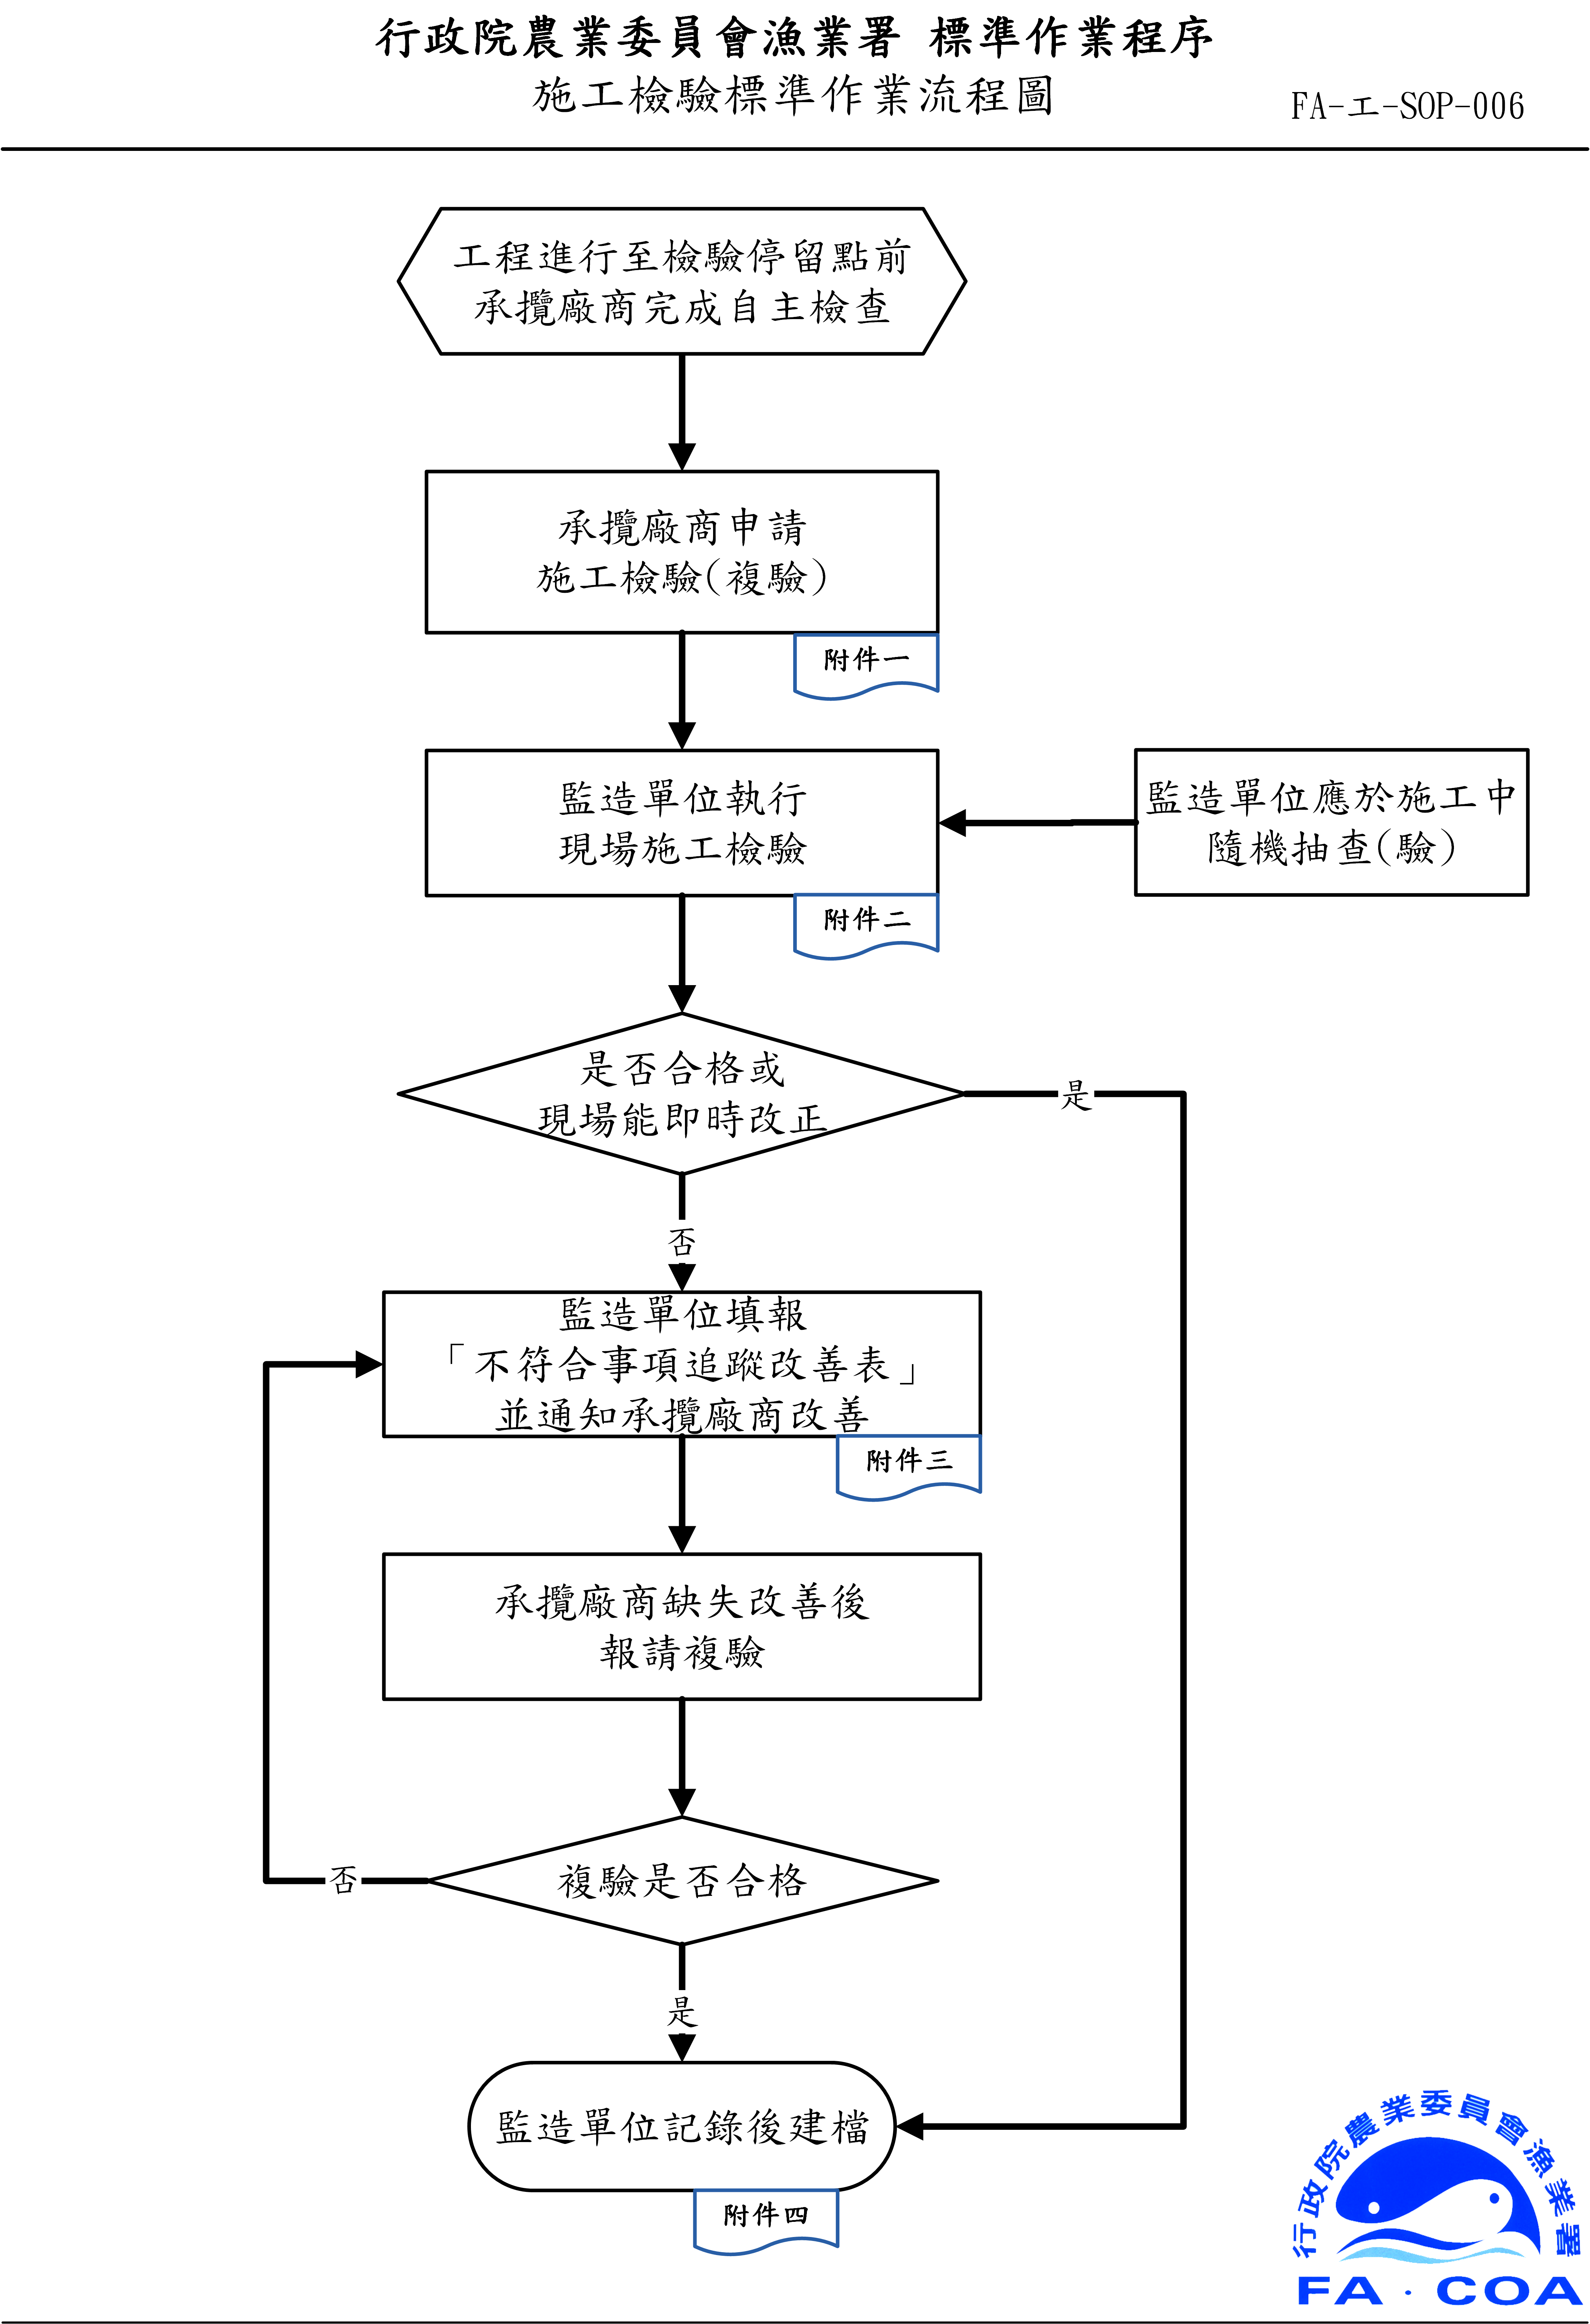 行政院農業委員會漁業署 標準作業程序
施工檢驗標準作業流程圖
FA-工-SOP-006
工程進行至檢驗停留點前
承攬廠商完成自主檢查
承攬廠商申請
施工檢驗(複驗)
附件一
監造單位執行
現場施工檢驗
附件二
監造單位應於施工中
隨機抽查(驗)
是否合格或
現場能即時改正
是
否
監造單位填報
「不符合事項追蹤改善表」
並通知承攬廠商改善
附件三
承攬廠商缺失改善後
報請複驗
複驗是否合格
否
是
監造單位記錄後建檔
附件四
行政院農業委員會漁業署
FA·COA